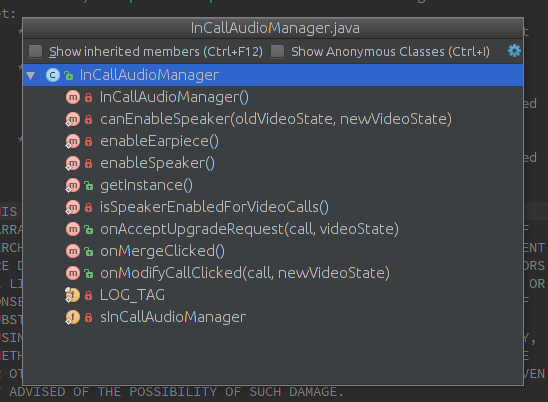 et:
InCallAudioManager.java
Show inherited members (Ctrl+F12) Show Anonymous Classes (Ctrl+I)
InCallAudioManager
InCallAudioManager()
canEnableSpeaker(oldVideoState, newVideoState)
enableEarpiece()
enableSpeaker()
getInstance()
isSpeakerEnabledForVideoCalls()
onAcceptUpgradeRequest(call, videoState)
onMergeClicked()
onModifyCallClicked(call, newVideoState)
LOG_TAG
sInCallAudioManager
ADVISED OF THE POSSIBILITY OF SUCH DAMAGE.